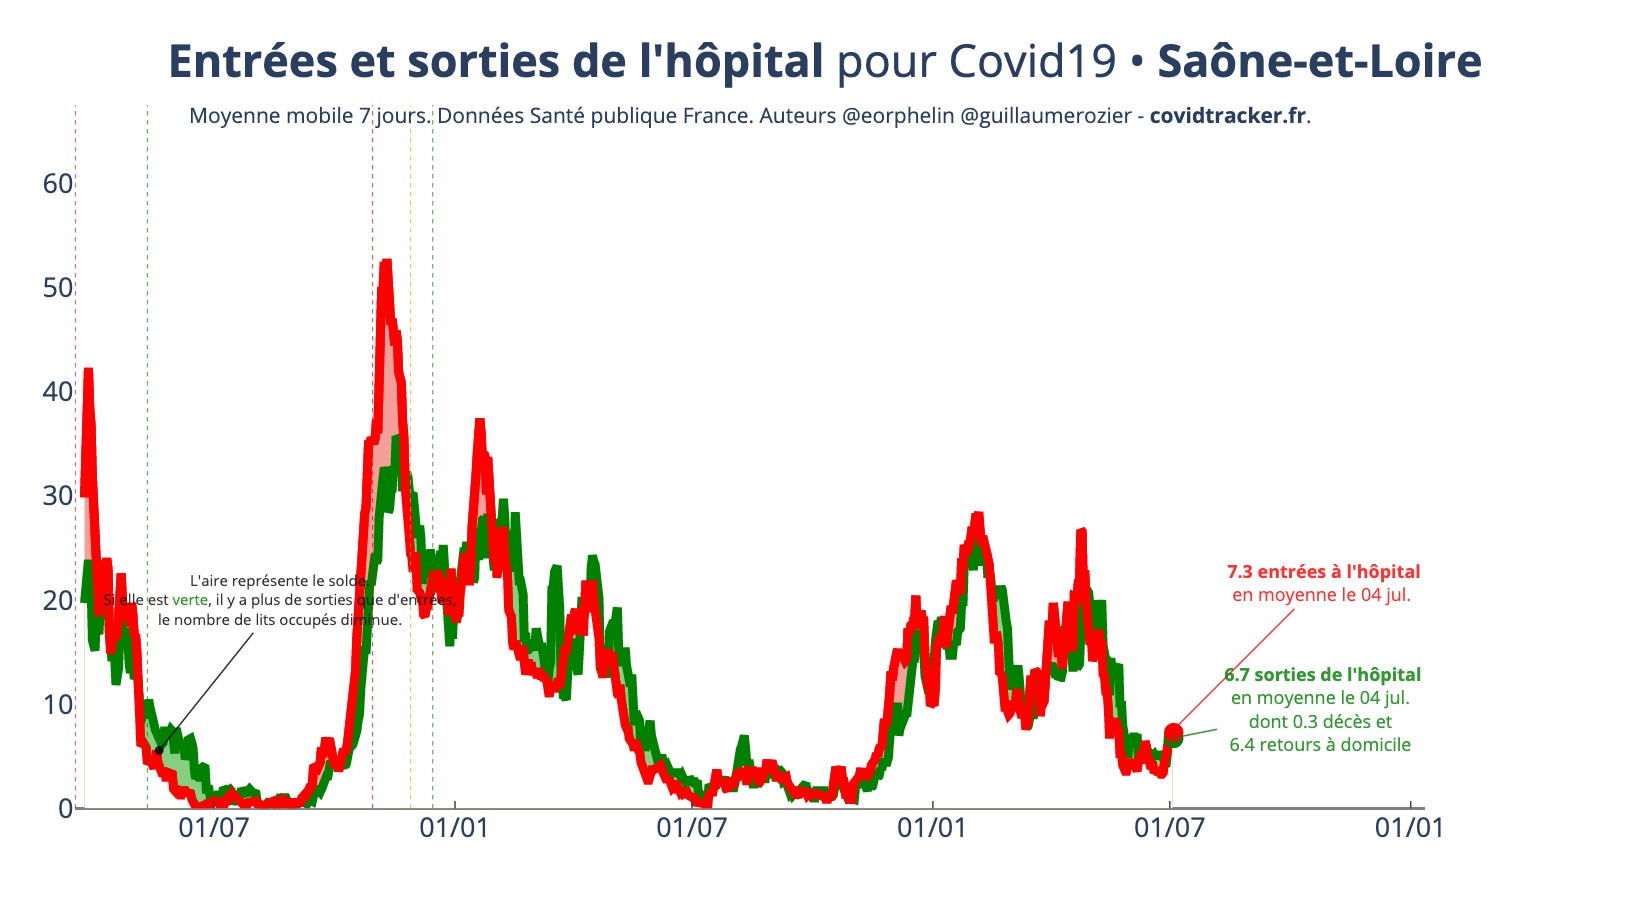 Entrées et sorties de l'hôpital pour Covid19 • Saône-et-Loire
Moyenne mobile 7 jours. Données Santé publique France. Auteurs @eorphelin @guillaumerozier - covidtracker.fr.
60
50
40
30
20
10
0
L'aire représente le solde.
Si elle est verte, il y a plus de sorties que d'entrées,
le nombre de lits occupés diminue.
7.3 entrées à l'hôpital
en moyenne le 04 jul.
6.7 sorties de l'hôpital
en moyenne le 04 jul.
dont 0.3 décès et
6.4 retours à domicile
01/07
01/01
01/07
01/01
01/07
01/01